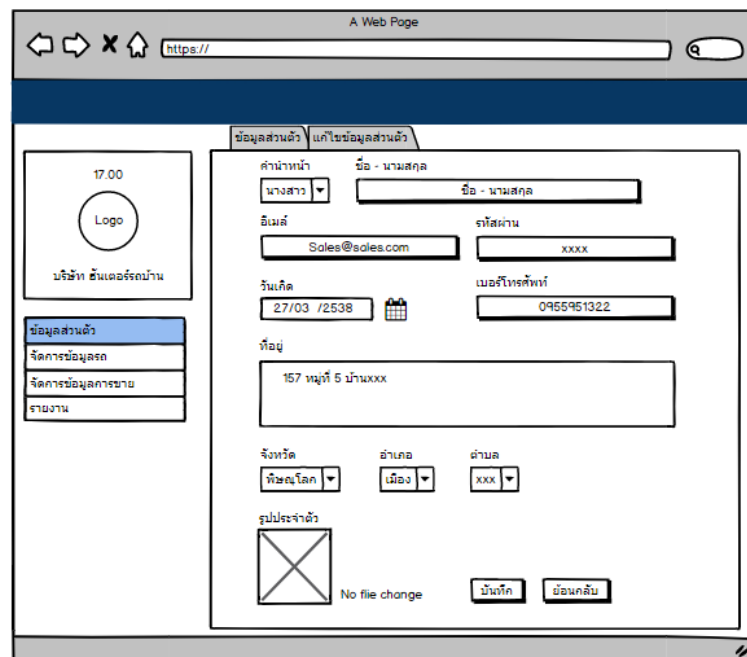 A Web Page
https://
ข้อมูลส่วนตัว แก้ไขข้อมูลส่วนตัว
17.00
Logo
บริษัท ฮันเตอร์รถบ้าน
ข้อมูลส่วนตัว
จัดการข้อมูลรถ
จัดการข้อมูลการขาย
รายงาน
คำนำหน้า ชื่อ - นามสกุล
นางสาว ชื่อ - นามสกุล
อีเมล์ รหัสผ่าน
Sales@sales.com xxxx
วันเกิด เบอร์โทรศัพท์
27/03 /2538 0955951322
ที่อยู่
157 หมู่ที่ 5 บ้านxxx
จังหวัด อำเภอ ตำบล
พิษณุโลก เมือง xxx
รูปประจำตัว
No flie change บันทึก ย้อนกลับ